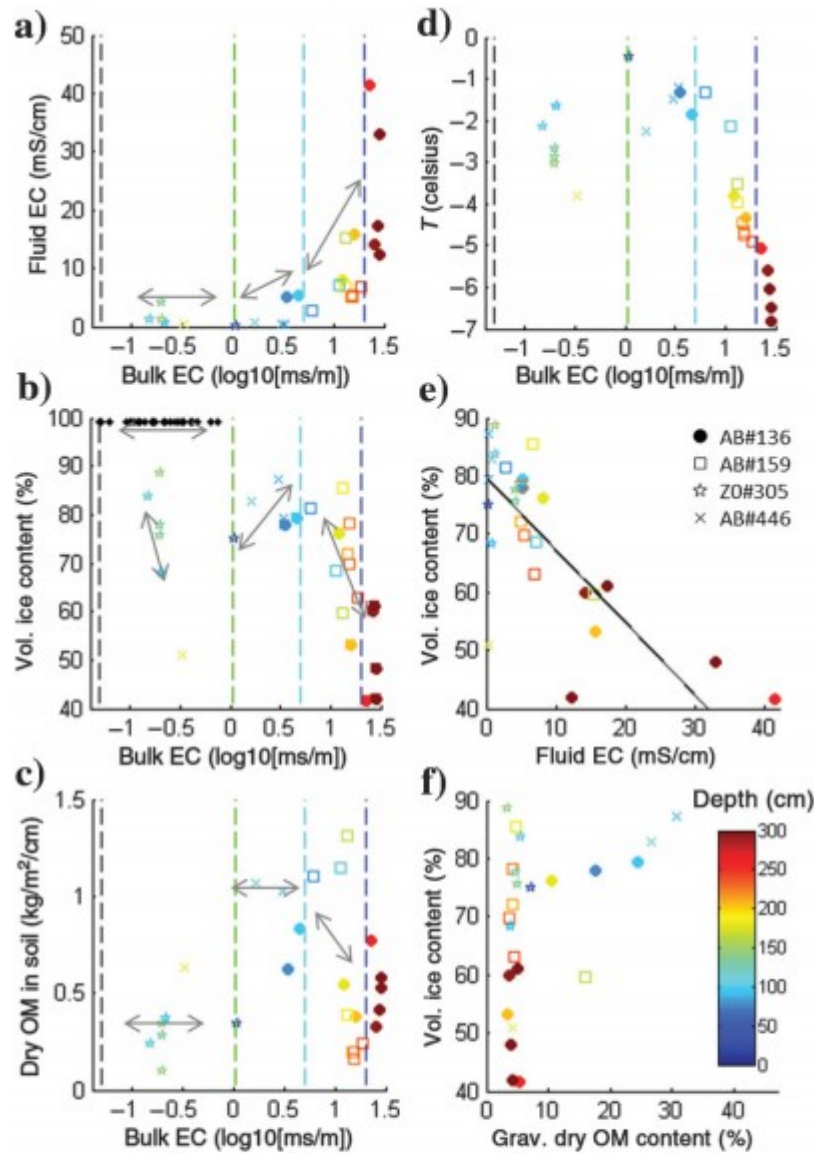 a)
50
40
30
20
10
0
Fluid EC (mS/cm)
−1 −0.5 0 0.5 1 1.5
Bulk EC (log10[ms/m])
d)
0
−1
−2
−3
−4
−5
−6
−7
T (celsius)
−1 −0.5 0 0.5 1 1.5
Bulk EC (log10[ms/m])
b)
100
90
80
70
60
50
40
Vol. ice content (%)
−1 −0.5 0 0.5 1 1.5
Bulk EC (log10[ms/m])
e)
90
80
70
60
50
40
Vol. ice content (%)
AB#136
AB#159
Z0#305
AB#446
0 10 20 30 40
Fluid EC (mS/cm)
c)
1.5
1
0.5
0
Dry OM in soil (kg/m²/cm)
−1 −0.5 0 0.5 1 1.5
Bulk EC (log10[ms/m])
f)
90
80
70
60
50
40
Vol. ice content (%)
Depth (cm)
300
250
200
150
100
50
0
0 10 20 30 40
Grav. dry OM content (%)